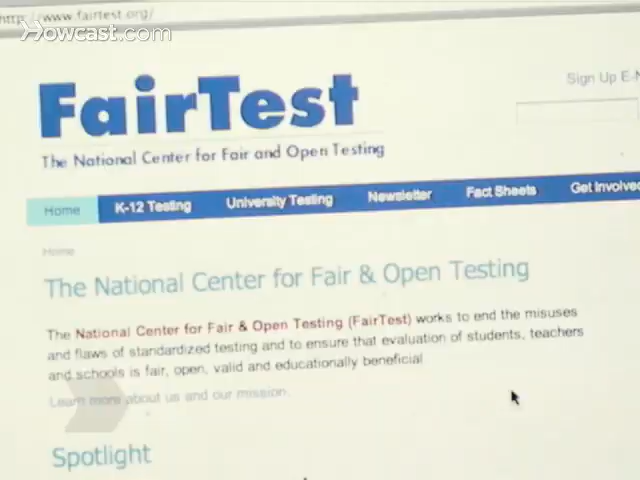 http://www.fairtest.org/
Howcast.com
Sign Up E-N
FairTest
The National Center for Fair and Open Testing
Home K-12 Testing University Testing Newsletter Fact Sheets Get Involved
Home
The National Center for Fair & Open Testing
The National Center for Fair & Open Testing (FairTest) works to end the misuses
and flaws of standardized testing and to ensure that evaluation of students, teachers
and schools is fair, open, valid and educationally beneficial
Learn more about us and our mission.
Spotlight